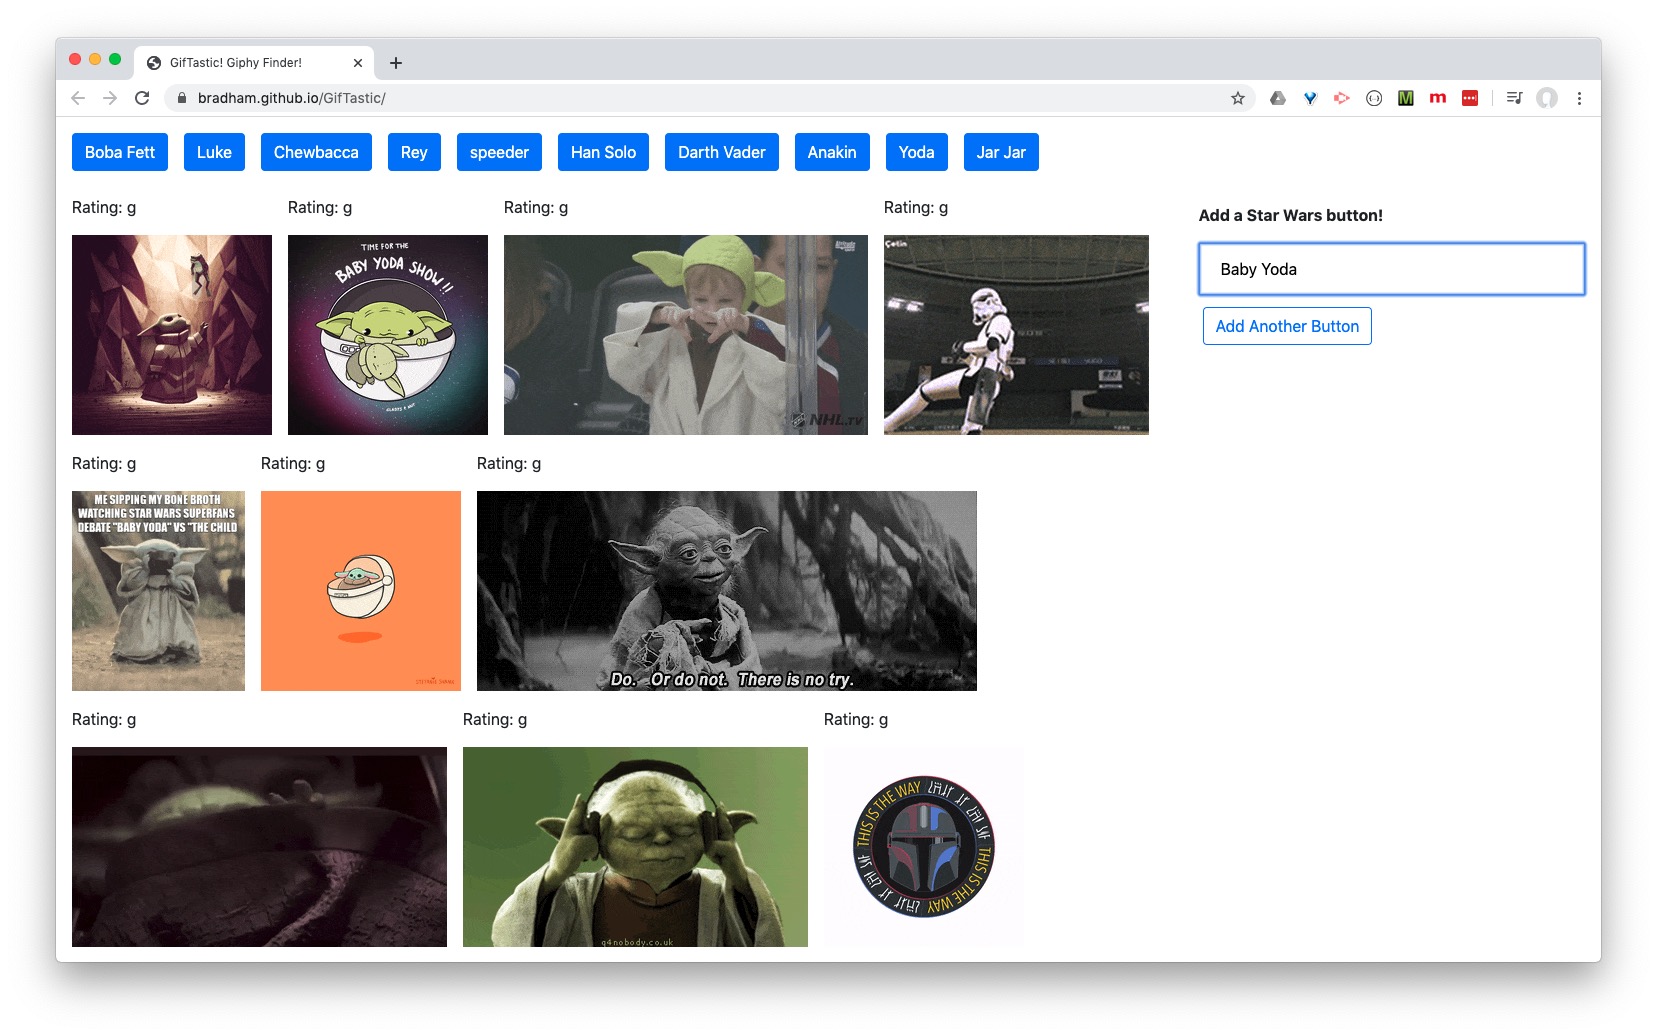 GifTastic! Giphy Finder!
bradham.github.io/GifTastic/
Boba Fett Luke Chewbacca Rey speeder Han Solo Darth Vader Anakin Yoda Jar Jar
Rating: g Rating: g Rating: g Rating: g
Add a Star Wars button!
Baby Yoda
Add Another Button
TIME FOR THE
BABY YODA SHOW!!
Çetin
NHL.TV
Rating: g Rating: g Rating: g
ME SIPPING MY BONE BROTH
WATCHING STAR WARS SUPERFANS
DEBATE "BABY YODA" VS "THE CHILD
Do. Or do not. There is no try.
Rating: g Rating: g Rating: g
THIS IS THE WAY
THIS IS THE WAY
q4nobody.co.uk